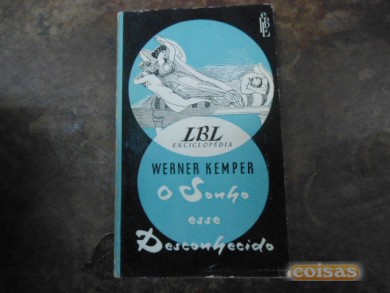 LBL
ENCICLOPÉDIA
WERNER KEMPER
O Sonho
esse
Desconhecido
coisas